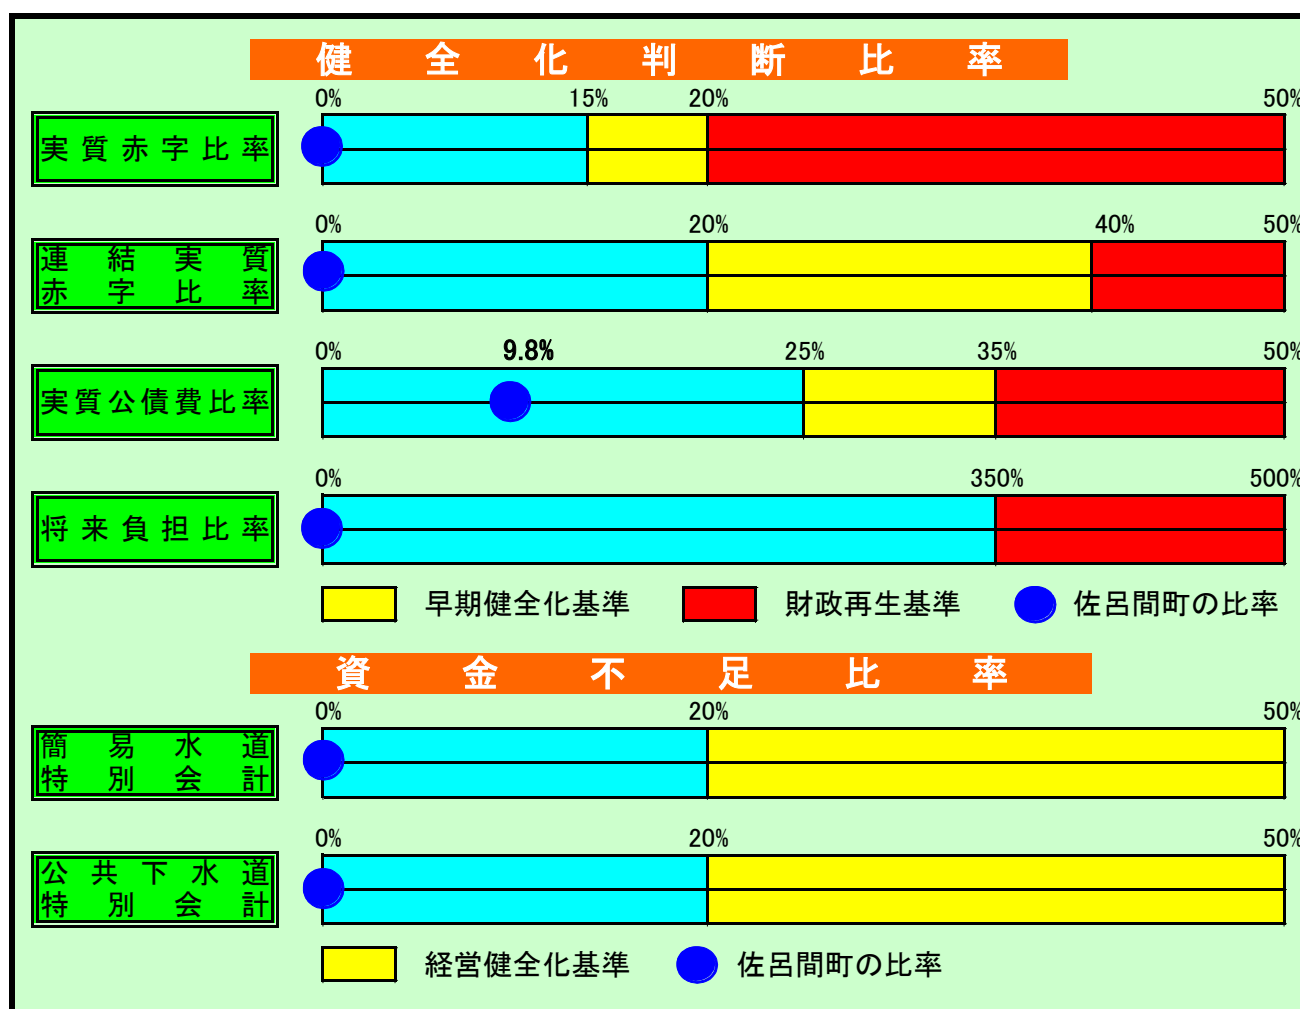 健全化判断比率
0% 15% 20% 50%
実質赤字比率
0% 20% 40% 50%
連結実質
赤字比率
0% 9.8% 25% 35% 50%
実質公債費比率
0% 350% 500%
将来負担比率
早期健全化基準 財政再生基準 佐呂間町の比率
資金不足比率
0% 20% 50%
簡易水道
特別会計
0% 20% 50%
公共下水道
特別会計
経営健全化基準 佐呂間町の比率